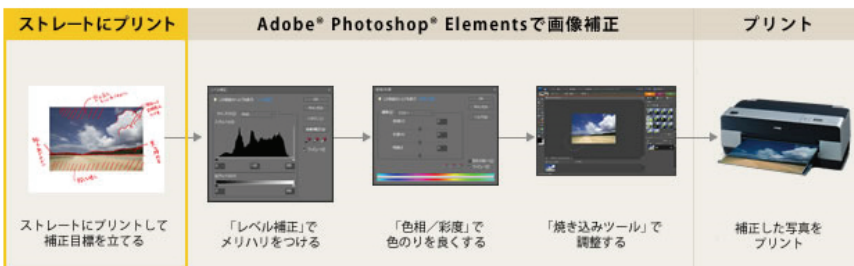 ストレートにプリント
Adobe® Photoshop® Elementsで画像補正
プリント
ストレートにプリントして
補正目標を立てる
「レベル補正」で
メリハリをつける
「色相／彩度」で
色のりを良くする
「焼き込みツール」で
調整する
補正した写真を
プリント